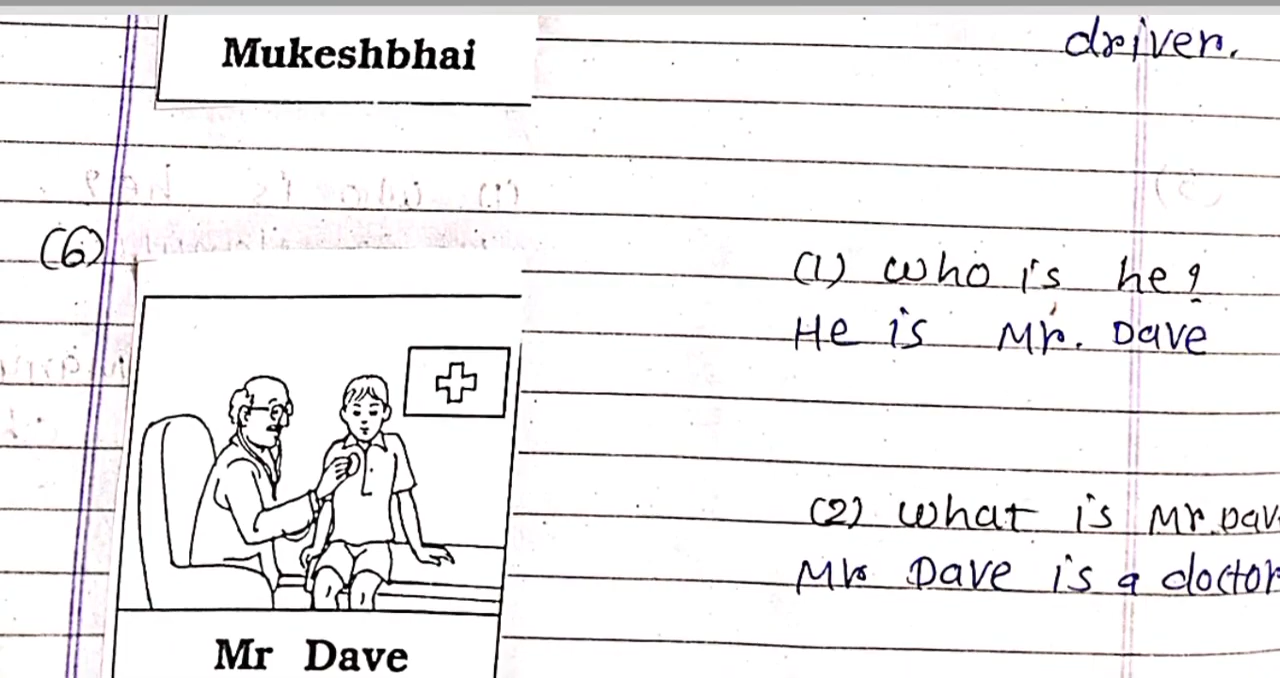 Mukeshbhai
driver.
(6)
(1) who is he?
He is Mr. Dave
(2) what is Mr. Dav
Mr Dave is a doctor
Mr Dave